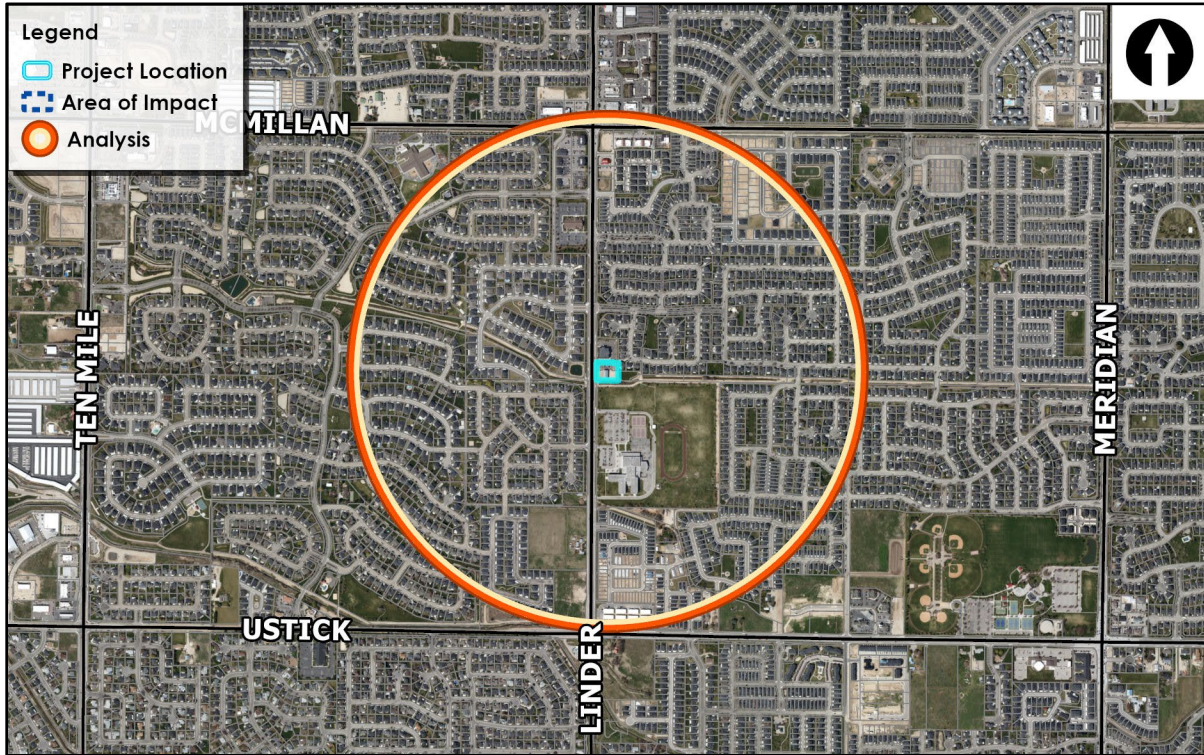 Legend
Project Location
Area of Impact
Analysis
MCMILLAN
TEN MILE
MERIDIAN
USTICK
LINDER